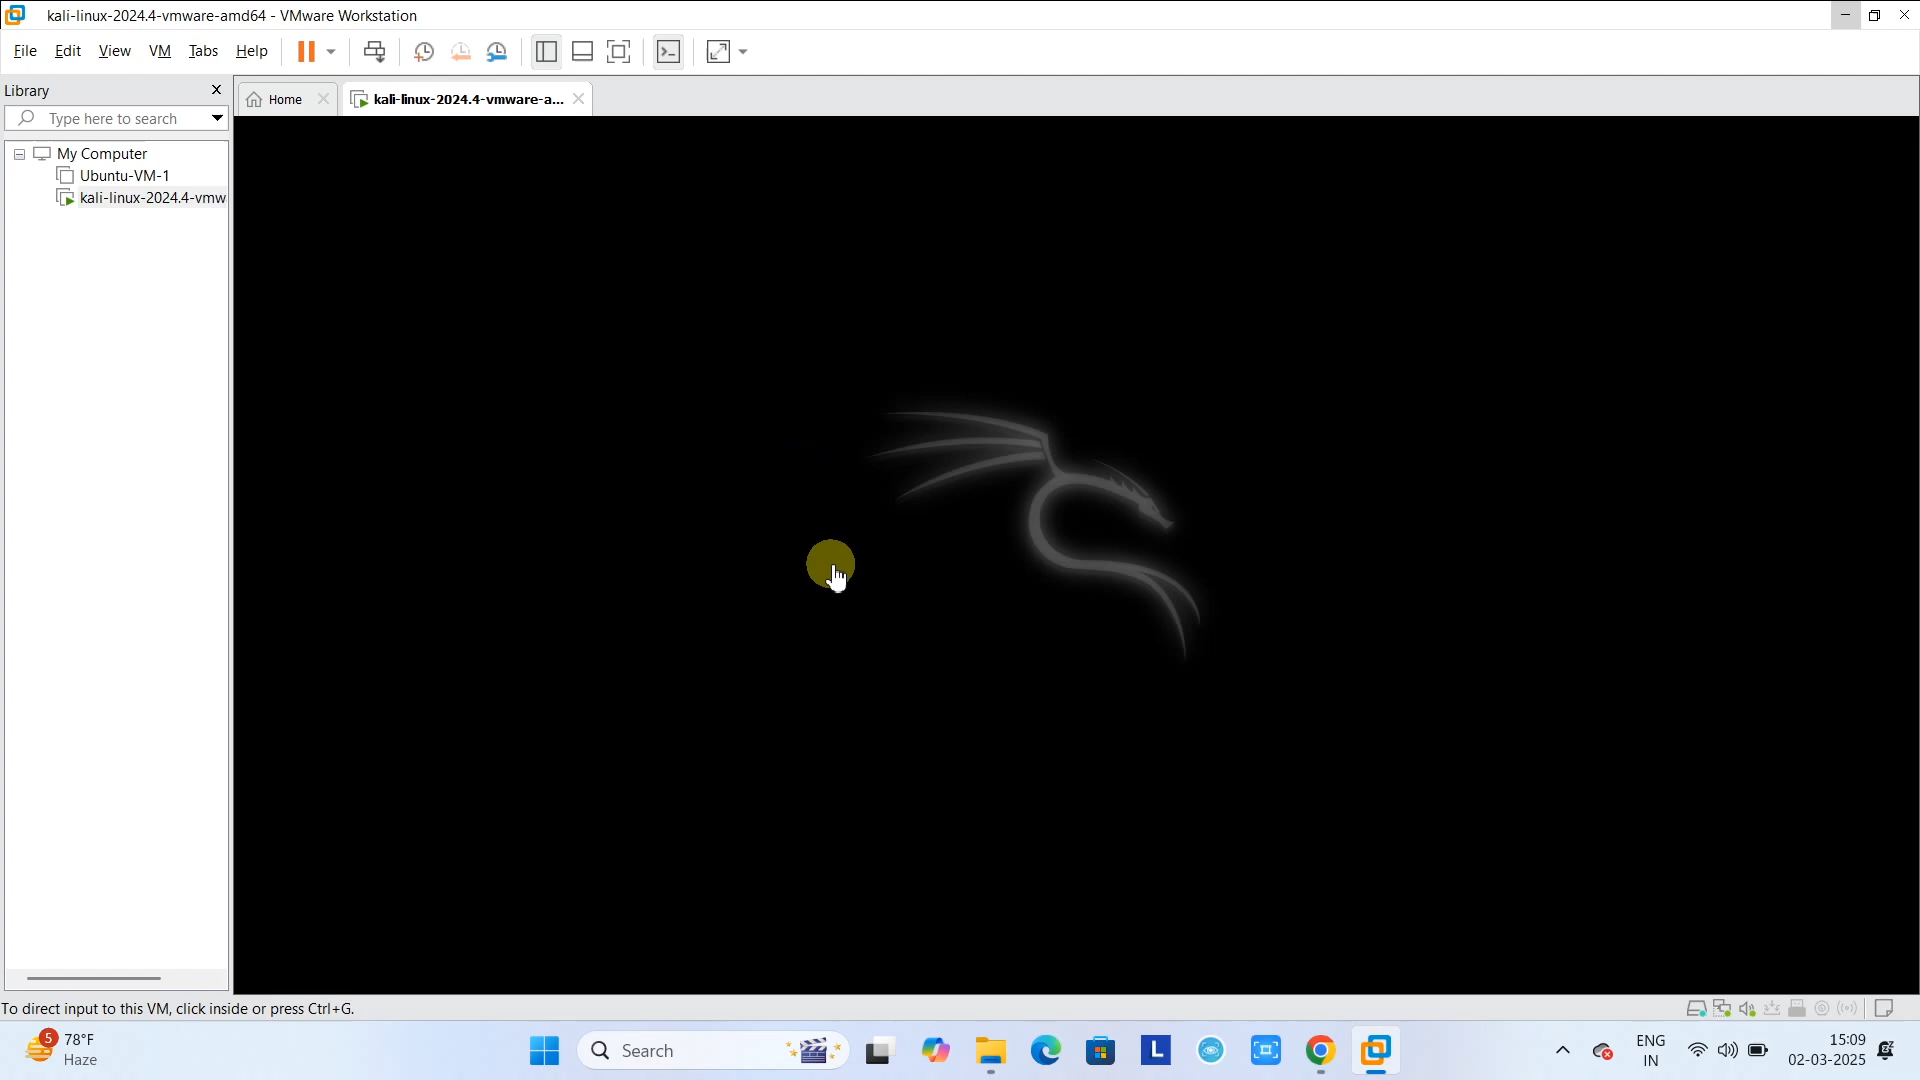 kali-linux-2024.4-vmware-amd64 - VMware Workstation
File Edit View VM Tabs Help
Library
Home
kali-linux-2024.4-vmware-a...
Type here to search
My Computer
Ubuntu-VM-1
kali-linux-2024.4-vmw
To direct input to this VM, click inside or press Ctrl+G.
5
78°F
Haze
Search
L
ENG
IN
15:09
02-03-2025